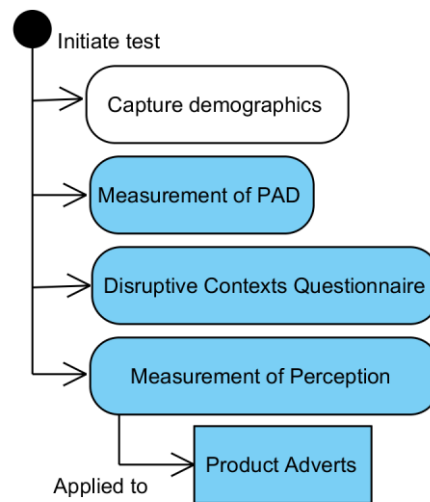 Initiate test
Capture demographics
Measurement of PAD
Disruptive Contexts Questionnaire
Measurement of Perception
Product Adverts
Applied to